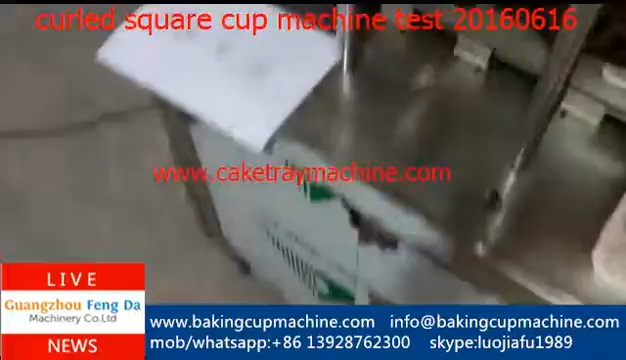 curled square cup machine test 20160616
www.caketraymachine.com
LIVE
Guangzhou Feng Da
Machinery Co.Ltd
NEWS
www.bakingcupmachine.com info@bakingcupmachine.com
mob/whatsapp:+86 13928762300 skype:luojiafu1989